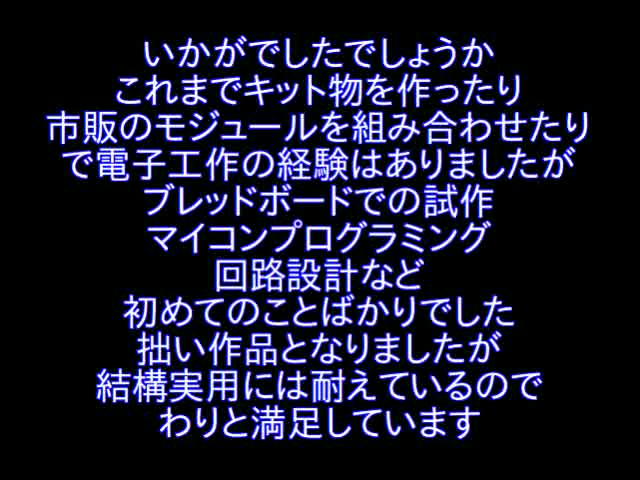 いかがでしたでしょうか
これまでキット物を作ったり
市販のモジュールを組み合わせたり
で電子工作の経験はありましたが
ブレッドボードでの試作
マイコンプログラミング
回路設計など
初めてのことばかりでした
拙い作品となりましたが
結構実用には耐えているので
わりと満足しています